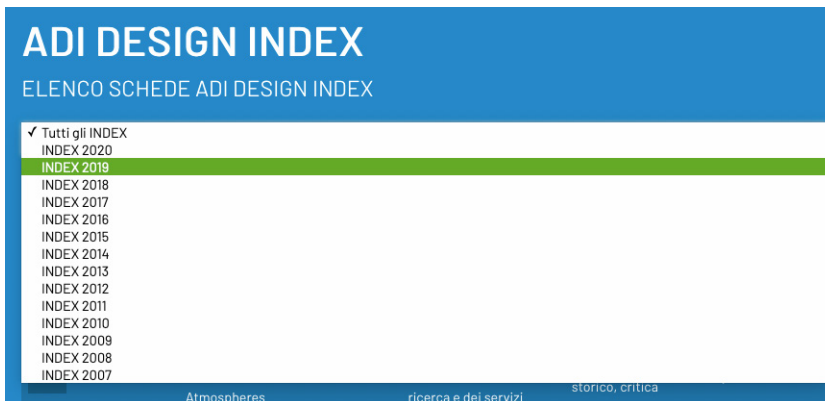 ADI DESIGN INDEX
ELENCO SCHEDE ADI DESIGN INDEX
✓ Tutti gli INDEX
INDEX 2020
INDEX 2019
INDEX 2018
INDEX 2017
INDEX 2016
INDEX 2015
INDEX 2014
INDEX 2013
INDEX 2012
INDEX 2011
INDEX 2010
INDEX 2009
INDEX 2008
INDEX 2007
storico, critica
Atmospheres ricerca e dei servizi